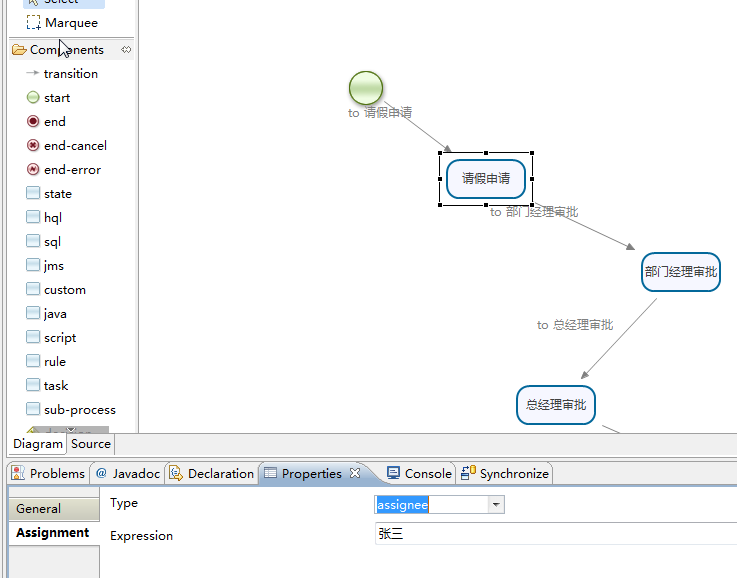 Select
Marquee
Components
transition
start
end
end-cancel
end-error
state
hql
sql
jms
custom
java
script
rule
task
sub-process
to 请假申请
请假申请
to 部门经理审批
部门经理审批
to 总经理审批
总经理审批
Diagram
Source
Problems
@ Javadoc
Declaration
Properties
Console
Synchronize
General
Assignment
Type
assignee
Expression
张三